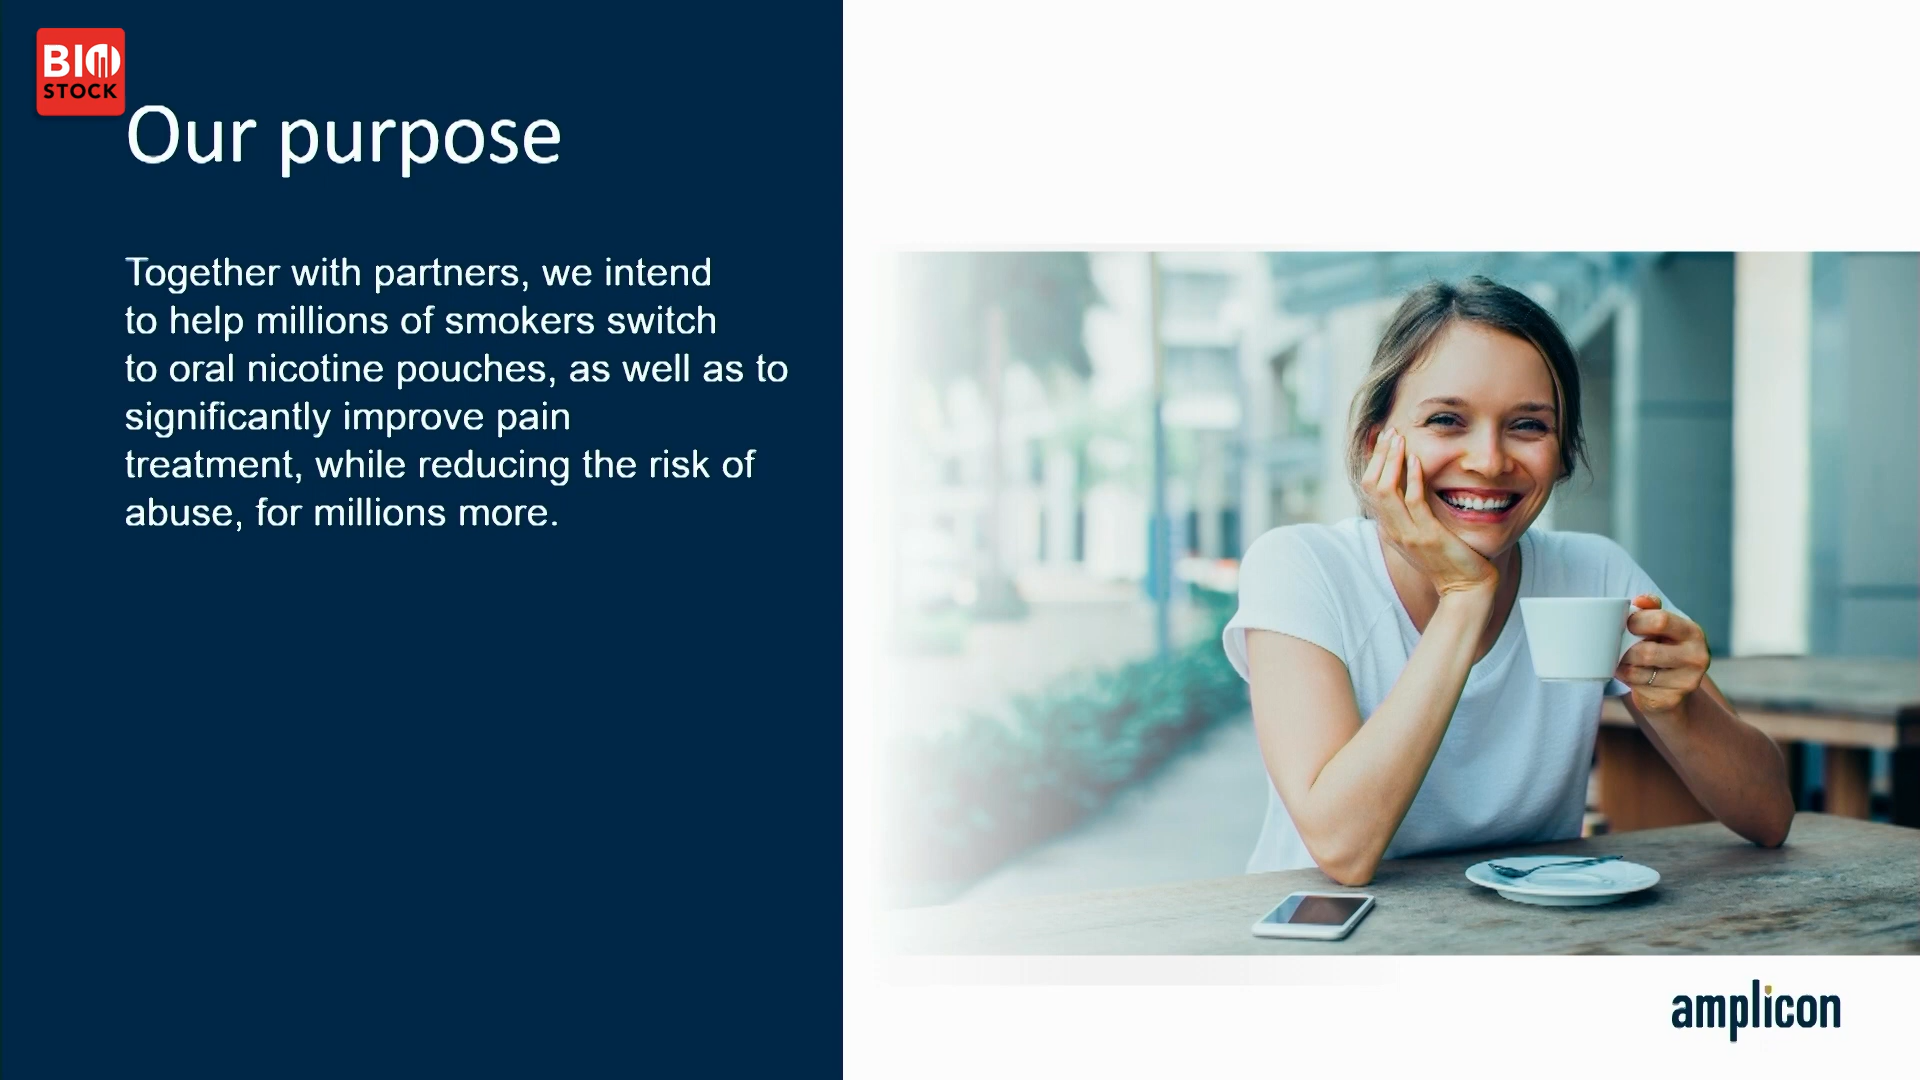 BIO
STOCK
Our purpose
Together with partners, we intend
to help millions of smokers switch
to oral nicotine pouches, as well as to
significantly improve pain
treatment, while reducing the risk of
abuse, for millions more.
amplicon